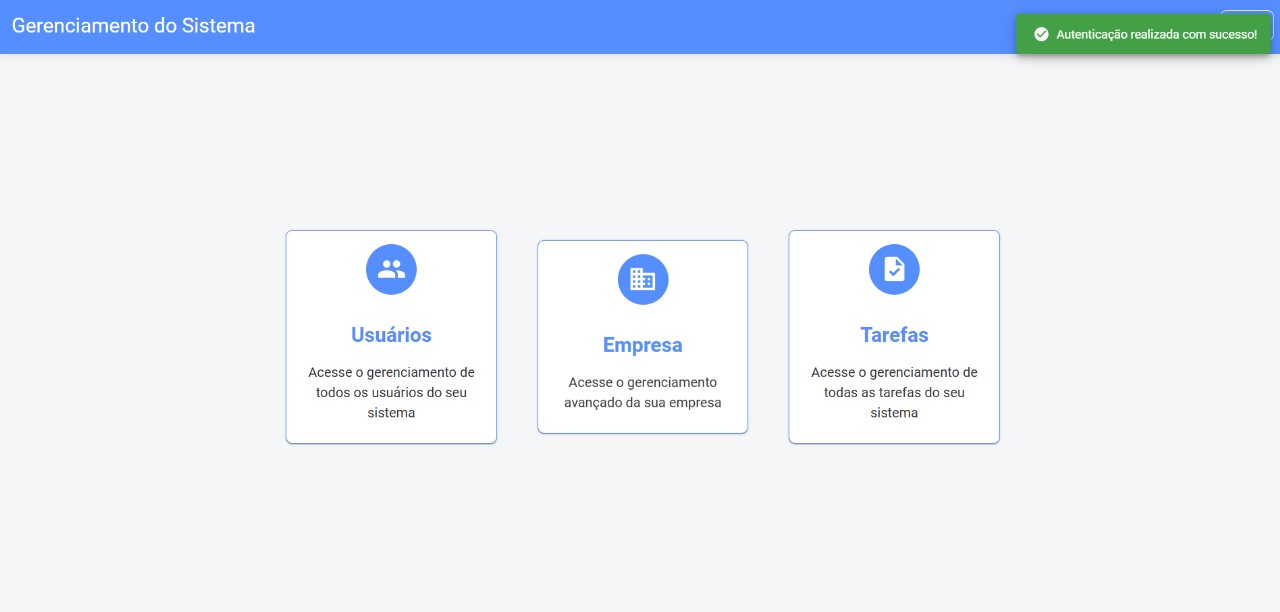 Gerenciamento do Sistema
Autenticação realizada com sucesso!
Usuários
Acesse o gerenciamento de
todos os usuários do seu
sistema
Empresa
Acesse o gerenciamento
avançado da sua empresa
Tarefas
Acesse o gerenciamento de
todas as tarefas do seu
sistema